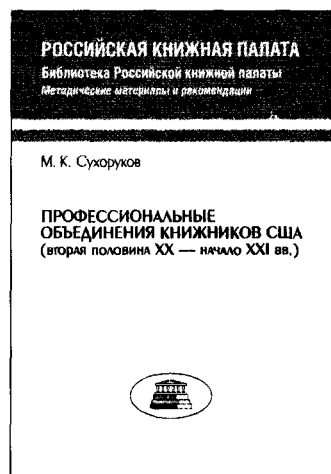 РОССИЙСКАЯ КНИЖНАЯ ПАЛАТА
Библиотека Российской книжной палаты
Методические материалы и рекомендации
М. К. Сухоруков
ПРОФЕССИОНАЛЬНЫЕ
ОБЪЕДИНЕНИЯ КНИЖНИКОВ США
(вторая половина XX — начало XXI вв.)